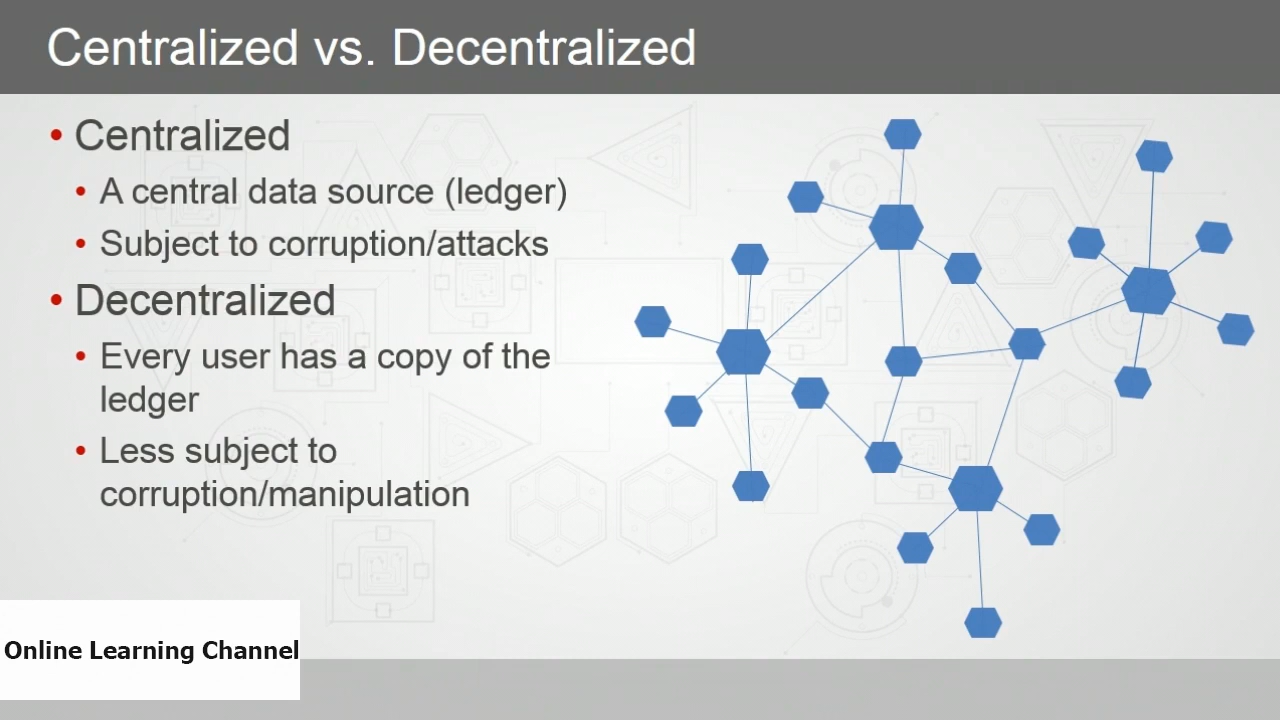 Centralized vs. Decentralized
• Centralized
• A central data source (ledger)
• Subject to corruption/attacks
• Decentralized
• Every user has a copy of the
ledger
• Less subject to
corruption/manipulation
Online Learning Channel